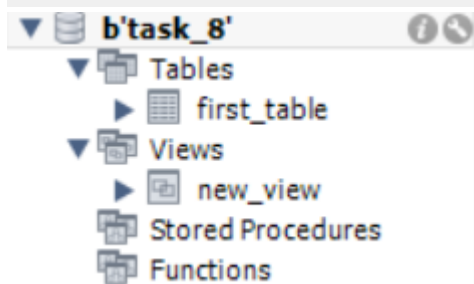 b'task_8'
Tables
first_table
Views
new_view
Stored Procedures
Functions